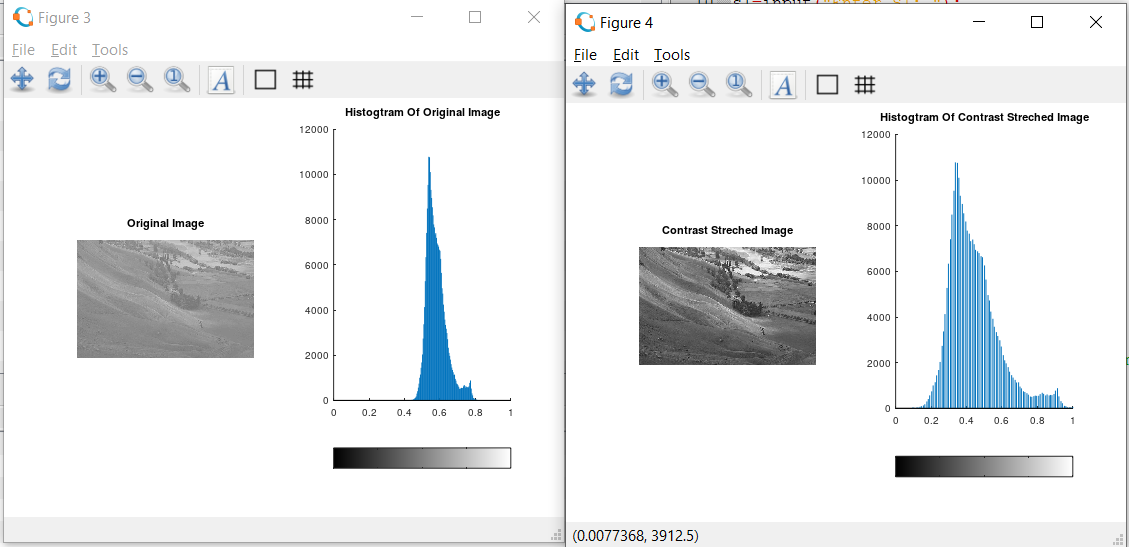 Figure 3
File Edit Tools
A
Histogtram Of Original Image
12000
10000
8000
6000
4000
2000
0
0 0.2 0.4 0.6 0.8 1
Original Image
Figure 4
File Edit Tools
A
Histogtram Of Contrast Streched Image
12000
10000
8000
6000
4000
2000
0
0 0.2 0.4 0.6 0.8 1
Contrast Streched Image
(0.0077368, 3912.5)